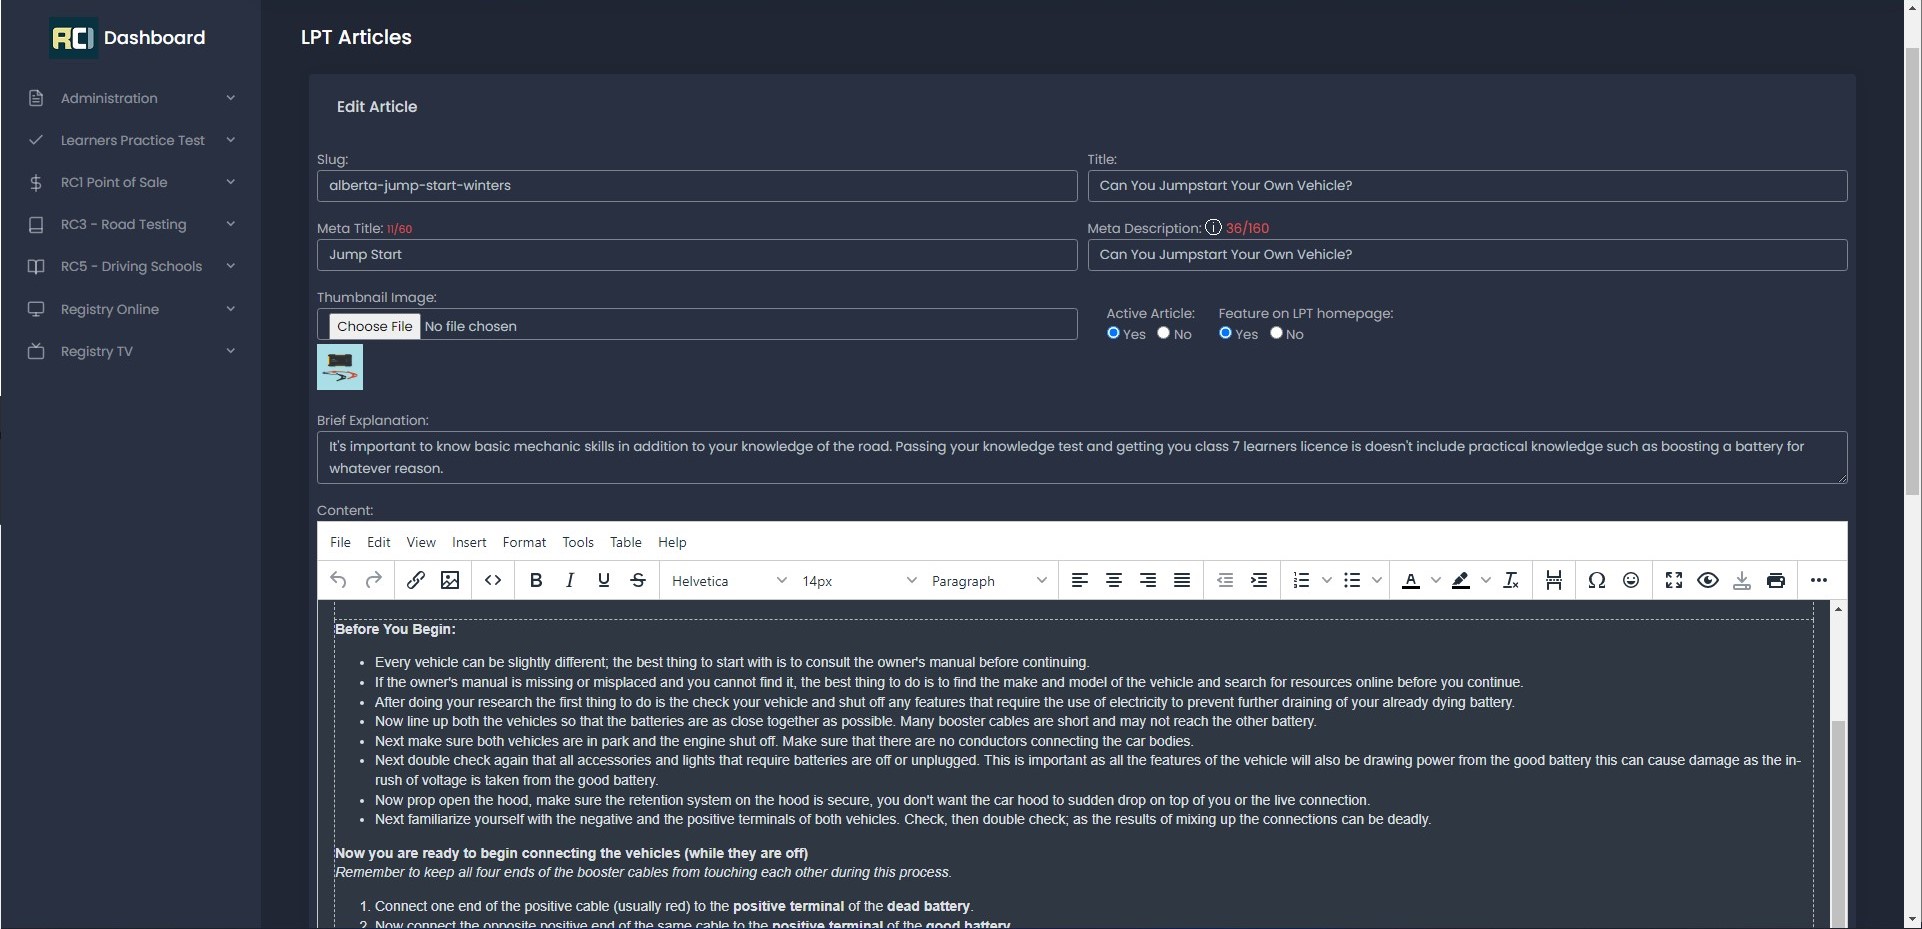 RC1 Dashboard
Administration
Learners Practice Test
RC1 Point of Sale
RC3 - Road Testing
RC5 - Driving Schools
Registry Online
Registry TV
LPT Articles
Edit Article
Slug:
alberta-jump-start-winters
Title:
Can You Jumpstart Your Own Vehicle?
Meta Title: 11/60
Jump Start
Meta Description: 36/160
Can You Jumpstart Your Own Vehicle?
Thumbnail Image:
Choose File No file chosen
Active Article:
Yes No
Feature on LPT homepage:
Yes No
Brief Explanation:
It's important to know basic mechanic skills in addition to your knowledge of the road. Passing your knowledge test and getting you class 7 learners licence is doesn't include practical knowledge such as boosting a battery for
whatever reason.
Content:
File Edit View Insert Format Tools Table Help
B I U S Helvetica 14px Paragraph A Ω
Before You Begin:
• Every vehicle can be slightly different; the best thing to start with is to consult the owner's manual before continuing.
• If the owner's manual is missing or misplaced and you cannot find it, the best thing to do is to find the make and model of the vehicle and search for resources online before you continue.
• After doing your research the first thing to do is the check your vehicle and shut off any features that require the use of electricity to prevent further draining of your already dying battery.
• Now line up both the vehicles so that the batteries are as close together as possible. Many booster cables are short and may not reach the other battery.
• Next make sure both vehicles are in park and the engine shut off. Make sure that there are no conductors connecting the car bodies.
• Next double check again that all accessories and lights that require batteries are off or unplugged. This is important as all the features of the vehicle will also be drawing power from the good battery this can cause damage as the in-
rush of voltage is taken from the good battery.
• Now prop open the hood, make sure the retention system on the hood is secure, you don't want the car hood to sudden drop on top of you or the live connection.
• Next familiarize yourself with the negative and the positive terminals of both vehicles. Check, then double check; as the results of mixing up the connections can be deadly.
Now you are ready to begin connecting the vehicles (while they are off)
Remember to keep all four ends of the booster cables from touching each other during this process.
1. Connect one end of the positive cable (usually red) to the positive terminal of the dead battery.
2. Now connect the opposite positive end of the same cable to the positive terminal of the good battery